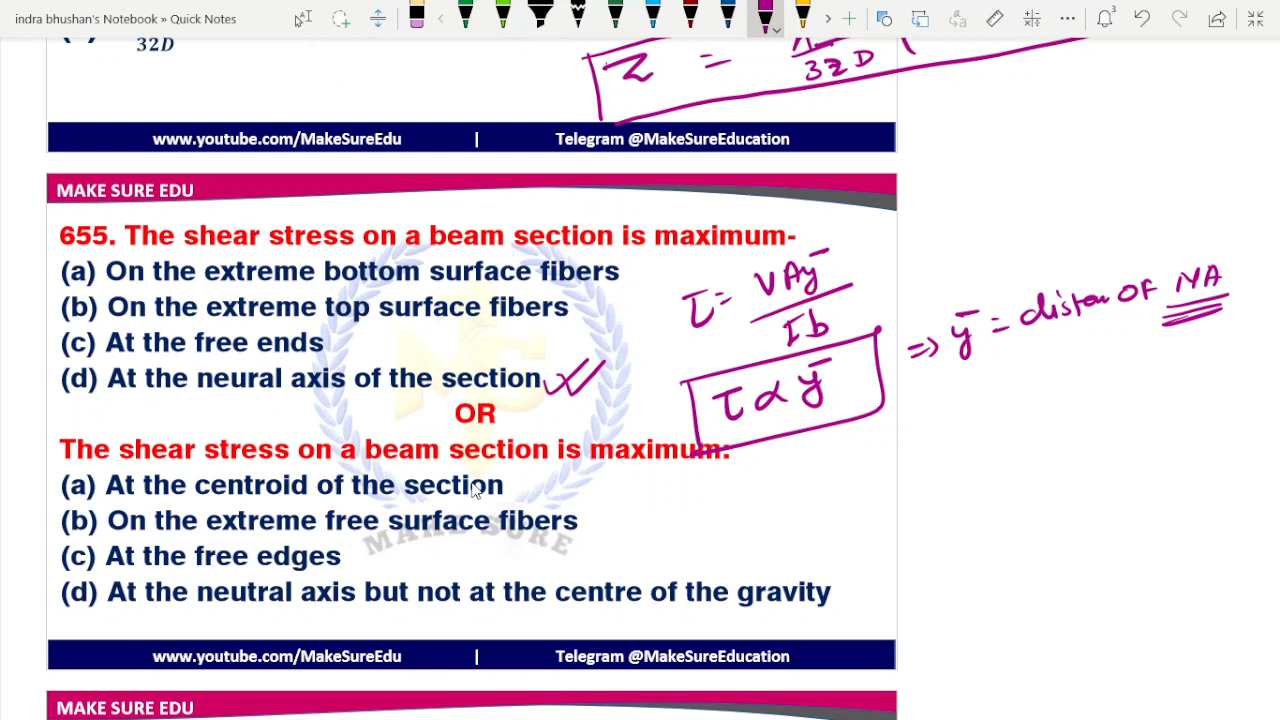 indra bhushan's Notebook » Quick Notes
32D
Z = 32D
www.youtube.com/MakeSureEdu | Telegram @MakeSureEducation
MAKE SURE EDU
655. The shear stress on a beam section is maximum-
(a) On the extreme bottom surface fibers
(b) On the extreme top surface fibers
(c) At the free ends
(d) At the neural axis of the section
OR
The shear stress on a beam section is maximum:
(a) At the centroid of the section
(b) On the extreme free surface fibers
(c) At the free edges
(d) At the neutral axis but not at the centre of the gravity
τ = VAȳ
Ib
τ ∝ ȳ
⇒ ȳ = distan OF NA
MAKE SURE
www.youtube.com/MakeSureEdu | Telegram @MakeSureEducation
MAKE SURE EDU